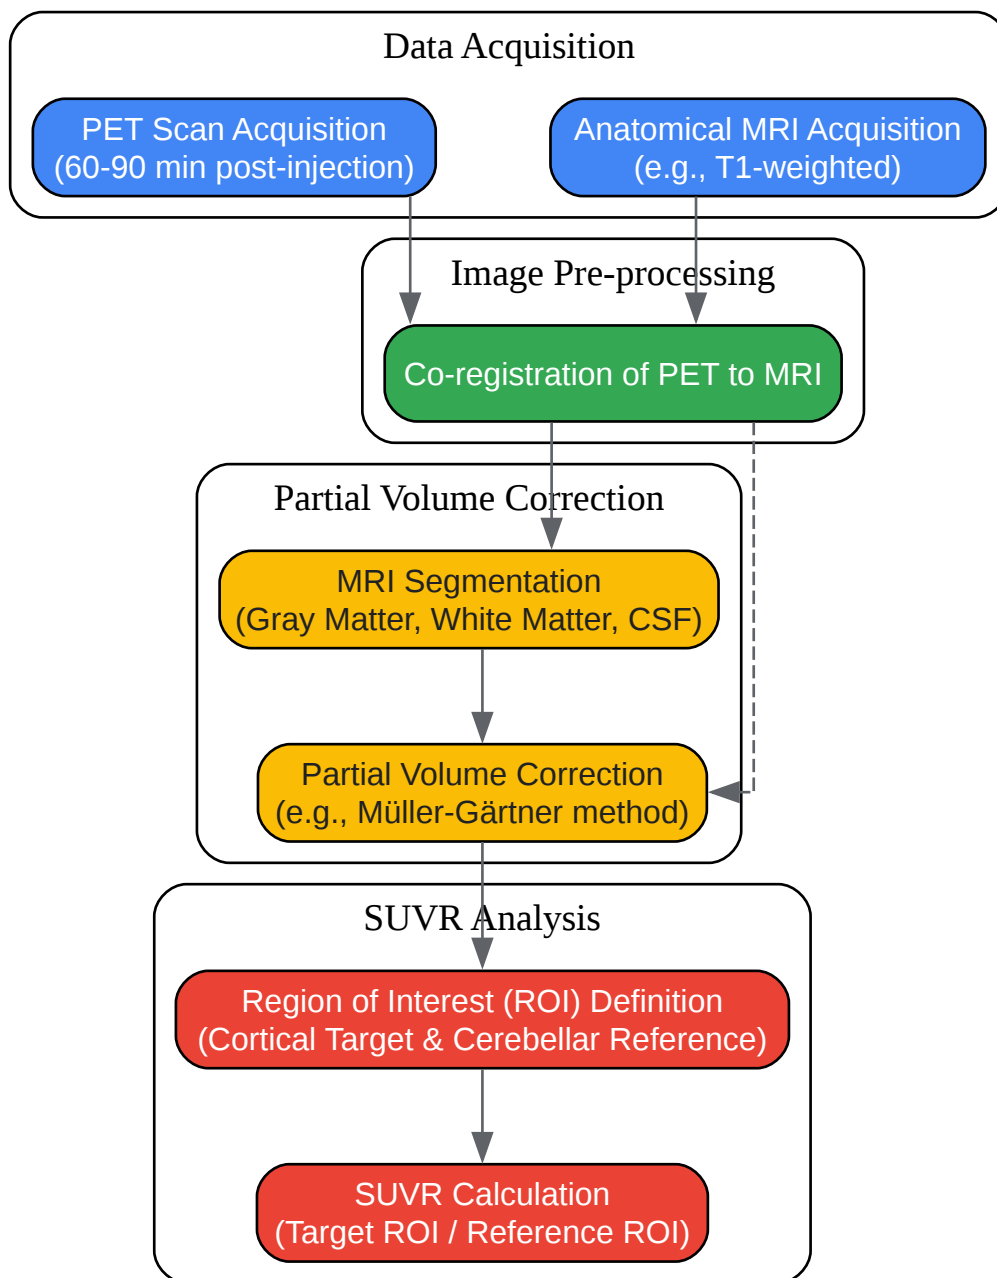 Data Acquisition
PET Scan Acquisition
(60-90 min post-injection)
Anatomical MRI Acquisition
(e.g., T1-weighted)
Image Pre-processing
Co-registration of PET to MRI
Partial Volume Correction
MRI Segmentation
(Gray Matter, White Matter, CSF)
Partial Volume Correction
(e.g., Müller-Gärtner method)
SUVR Analysis
Region of Interest (ROI) Definition
(Cortical Target & Cerebellar Reference)
SUVR Calculation
(Target ROI / Reference ROI)